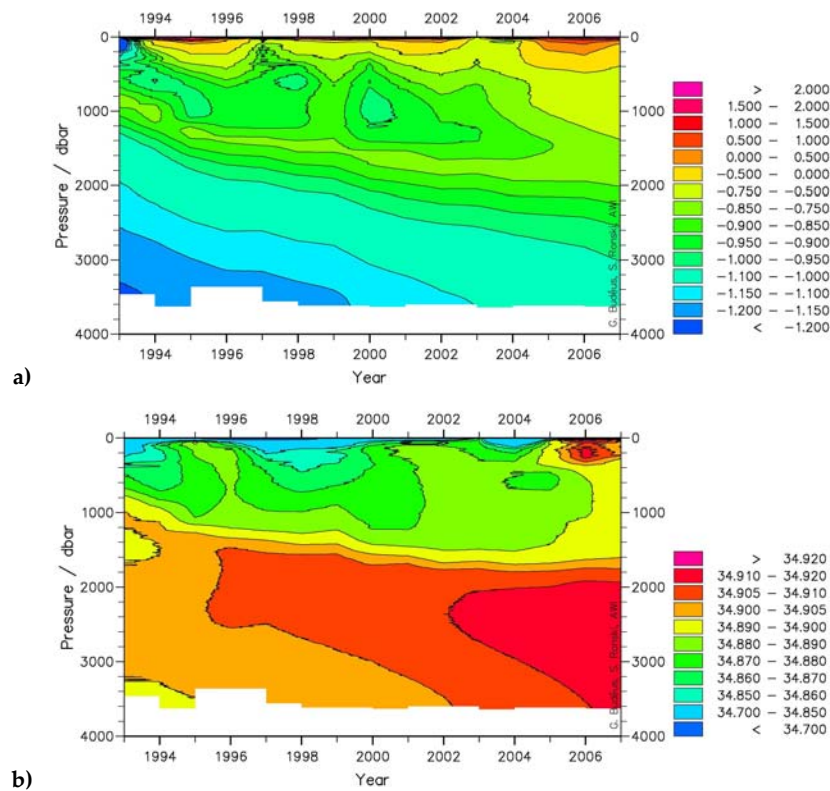 1994 1996 1998 2000 2002 2004 2006
0 0
1000 1000
2000 2000
3000 3000
4000 4000
Pressure / dbar
1994 1996 1998 2000 2002 2004 2006
Year
G. Budéus, S. Ronski, AWI
> 2.000
1.500 – 2.000
1.000 – 1.500
0.500 – 1.000
0.000 – 0.500
−0.500 – 0.000
−0.750 – −0.500
−0.850 – −0.750
−0.900 – −0.850
−0.950 – −0.900
−1.000 – −0.950
−1.100 – −1.000
−1.150 – −1.100
−1.200 – −1.150
< −1.200
a)
1994 1996 1998 2000 2002 2004 2006
0 0
1000 1000
2000 2000
3000 3000
4000 4000
Pressure / dbar
1994 1996 1998 2000 2002 2004 2006
Year
G. Budéus, S. Ronski, AWI
> 34.920
34.910 – 34.920
34.905 – 34.910
34.900 – 34.905
34.890 – 34.900
34.880 – 34.890
34.870 – 34.880
34.860 – 34.870
34.850 – 34.860
34.700 – 34.850
< 34.700
b)